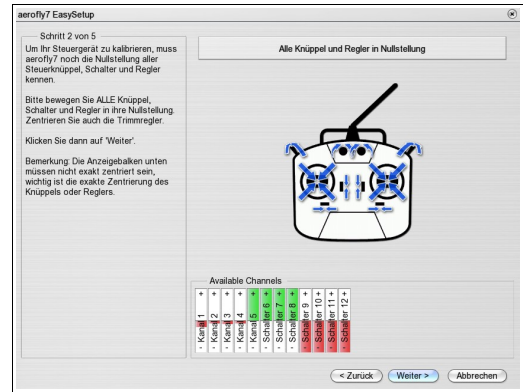 aerofly7 EasySetup
Schritt 2 von 5
Um Ihr Steuergerät zu kalibrieren, muss
aerofly7 noch die Nullstellung aller
Steuerknüppel, Schalter und Regler
kennen.
Bitte bewegen Sie ALLE Knüppel,
Schalter und Regler in ihre Nullstellung.
Zentrieren Sie auch die Trimmregler.
Klicken Sie dann auf 'Weiter'.
Bemerkung: Die Anzeigebalken unten
müssen nicht exakt zentriert sein,
wichtig ist die exakte Zentrierung des
Knüppels oder Reglers.
Alle Knüppel und Regler in Nullstellung
Available Channels
- Kanal 1 +
- Kanal 2 +
- Kanal 3 +
- Kanal 4 +
- Kanal 5 +
- Schalter 6 +
- Schalter 7 +
- Schalter 8 +
- Schalter 9 +
- Schalter 10 +
- Schalter 11 +
- Schalter 12 +
< Zurück
Weiter >
Abbrechen